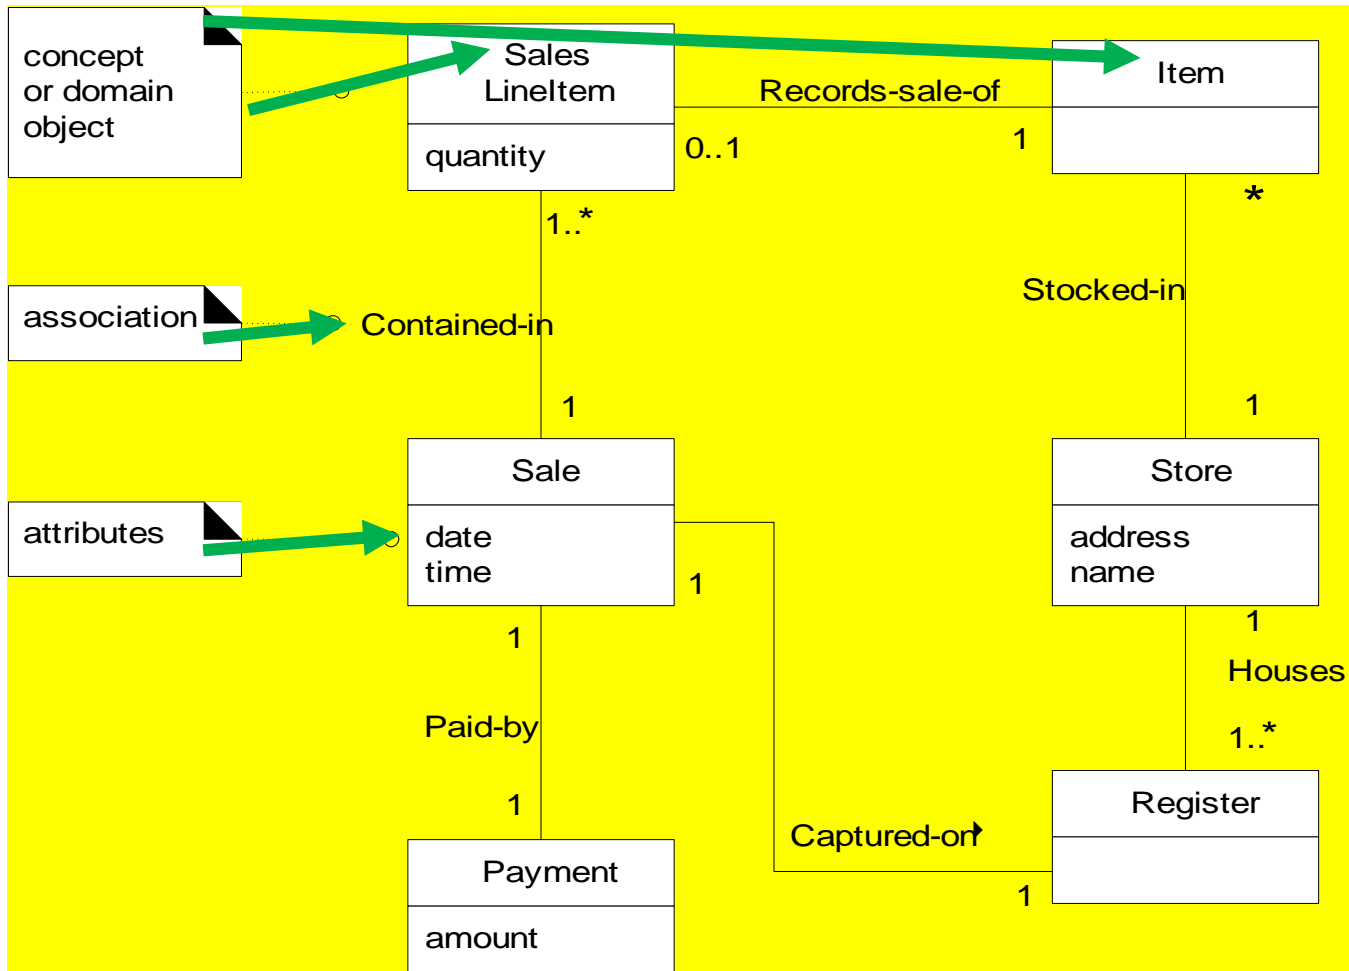 concept
or domain
object
Sales
LineItem
quantity
Records-sale-of
0..1
1
Item
1..*
*
association
Contained-in
Stocked-in
1
1
attributes
Sale
date
time
Store
address
name
1
1
1
Houses
Paid-by
1..*
1
Captured-on
Register
1
Payment
amount